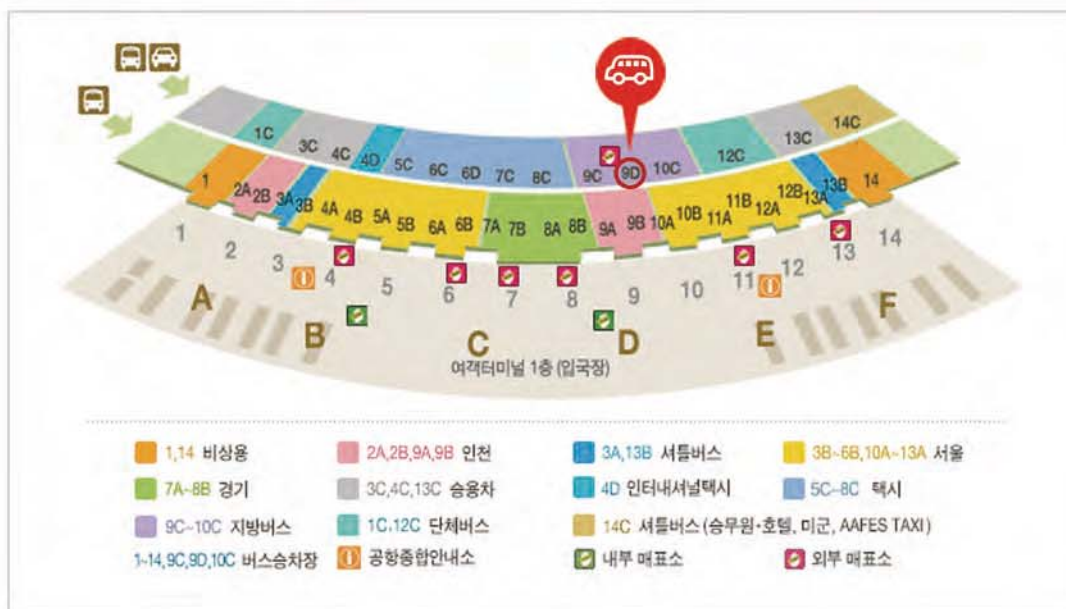 1C
3C
4C
4D
5C
6C
6D
7C
8C
9C
9D
10C
12C
13C
14C
1
2A
2B
3A
3B
4A
4B
5A
5B
6A
6B
7A
7B
8A
8B
9A
9B
10A
10B
11A
11B
12A
12B
13A
13B
14
1
2
3
4
5
6
7
8
9
10
11
12
13
14
A
B
C
D
E
F
여객터미널 1층 (입국장)
1,14 비상용
2A,2B,9A,9B 인천
3A,13B 셔틀버스
3B~6B,10A~13A 서울
7A~8B 경기
3C,4C,13C 승용차
4D 인터내셔널택시
5C~8C 택시
9C~10C 지방버스
1C,12C 단체버스
14C 셔틀버스 (승무원·호텔, 미군, AAFES TAXI)
1~14,9C,9D,10C 버스승차장
공항종합안내소
내부 매표소
외부 매표소